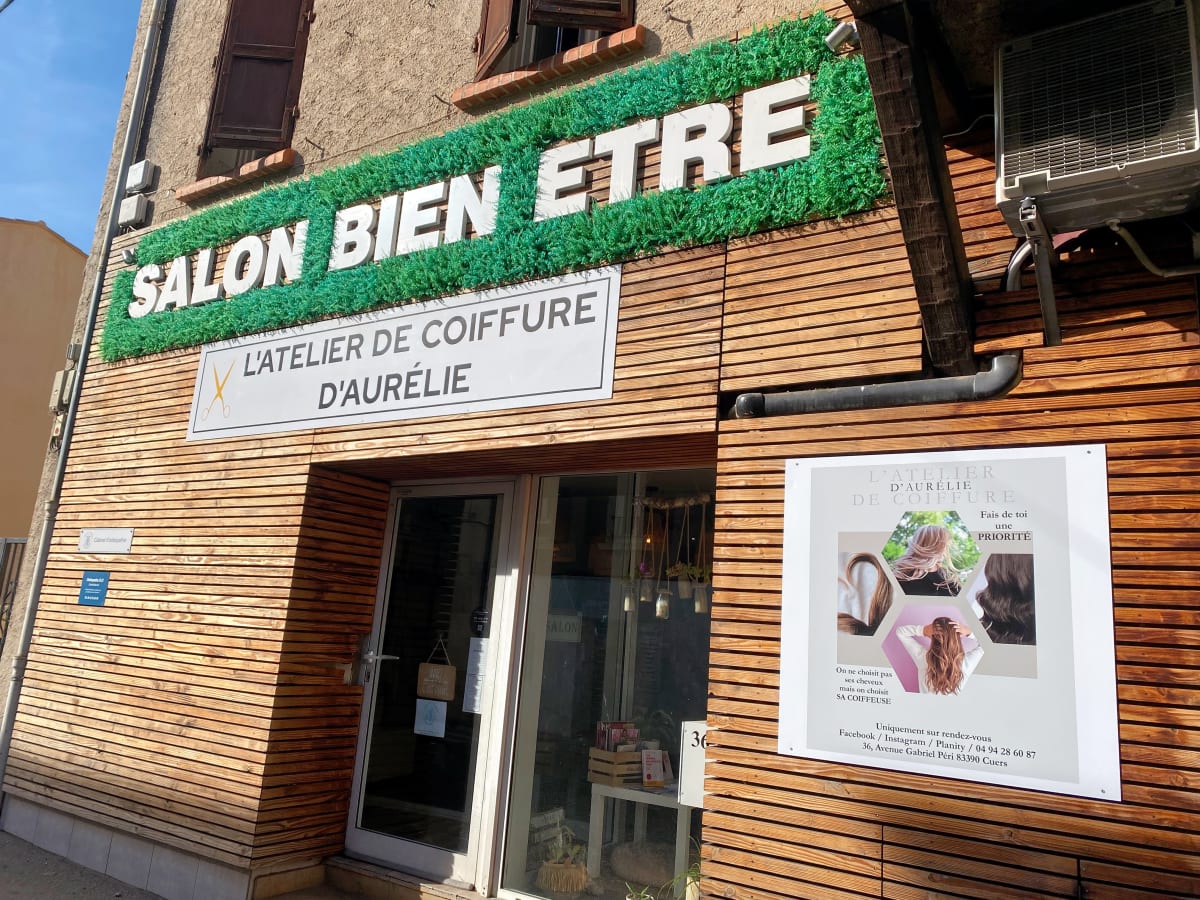 SALON BIEN ETRE
L'ATELIER DE COIFFURE
D'AURÉLIE
L'ATELIER
D'AURÉLIE
DE COIFFURE
Fais de toi
une
PRIORITÉ
On ne choisit pas
ses cheveux
mais on choisit
SA COIFFEUSE
Uniquement sur rendez-vous
Facebook / Instagram / Planity / 04 94 28 60 87
36, Avenue Gabriel Péri 83390 Cuers
SALON
36